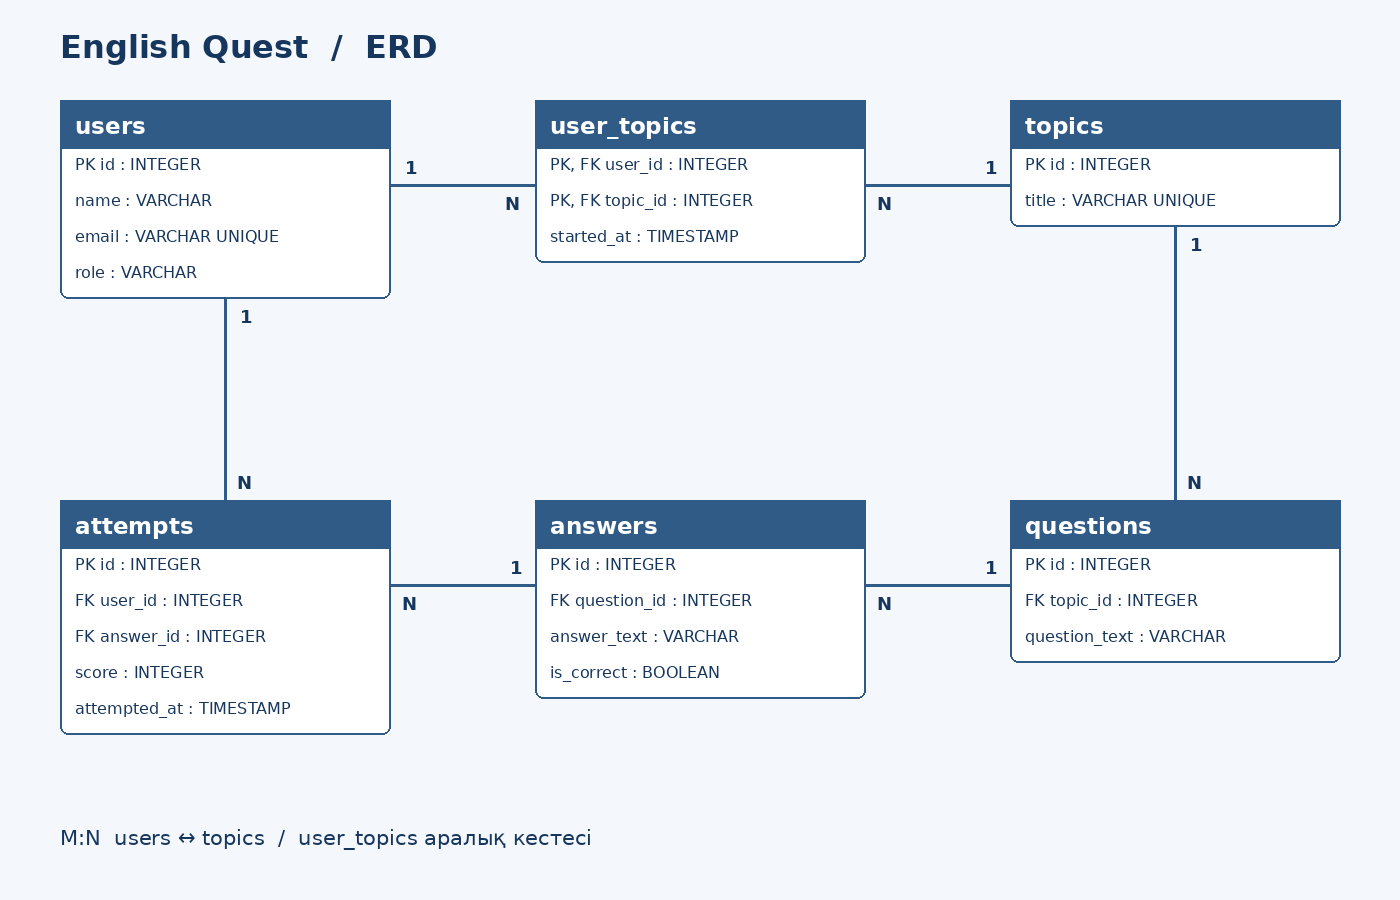 English Quest / ERD
users
PK id : INTEGER
name : VARCHAR
email : VARCHAR UNIQUE
role : VARCHAR
1
N
user_topics
PK, FK user_id : INTEGER
PK, FK topic_id : INTEGER
started_at : TIMESTAMP
1
N
topics
PK id : INTEGER
title : VARCHAR UNIQUE
1
N
1
N
attempts
PK id : INTEGER
FK user_id : INTEGER
FK answer_id : INTEGER
score : INTEGER
attempted_at : TIMESTAMP
1
N
answers
PK id : INTEGER
FK question_id : INTEGER
answer_text : VARCHAR
is_correct : BOOLEAN
1
N
questions
PK id : INTEGER
FK topic_id : INTEGER
question_text : VARCHAR
M:N users ↔ topics / user_topics аралық кестесі